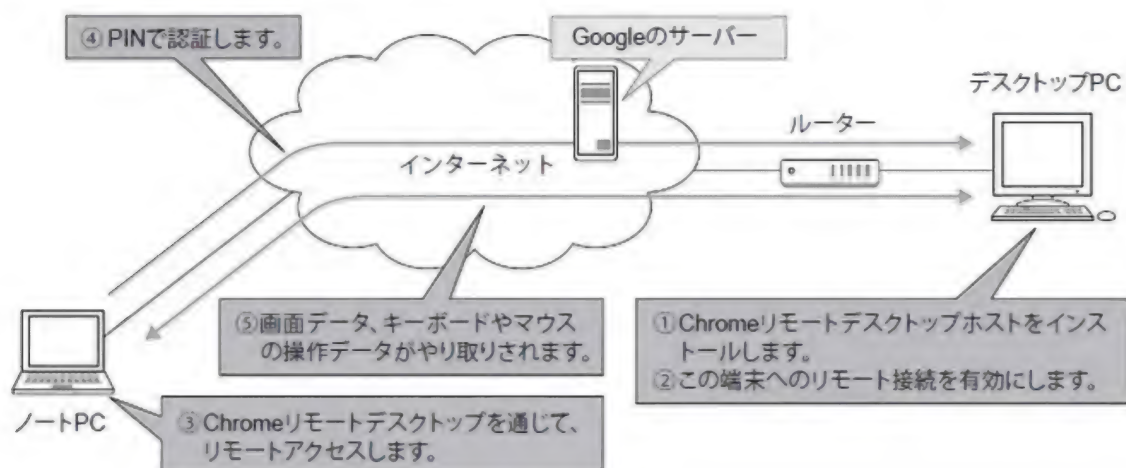 ④PINで認証します。
Googleのサーバー
デスクトップPC
ルーター
インターネット
⑤画面データ、キーボードやマウス
の操作データがやり取りされます。
①Chromeリモートデスクトップホストをインス
トールします。
②この端末へのリモート接続を有効にします。
ノートPC
③Chromeリモートデスクトップを通じて、
リモートアクセスします。